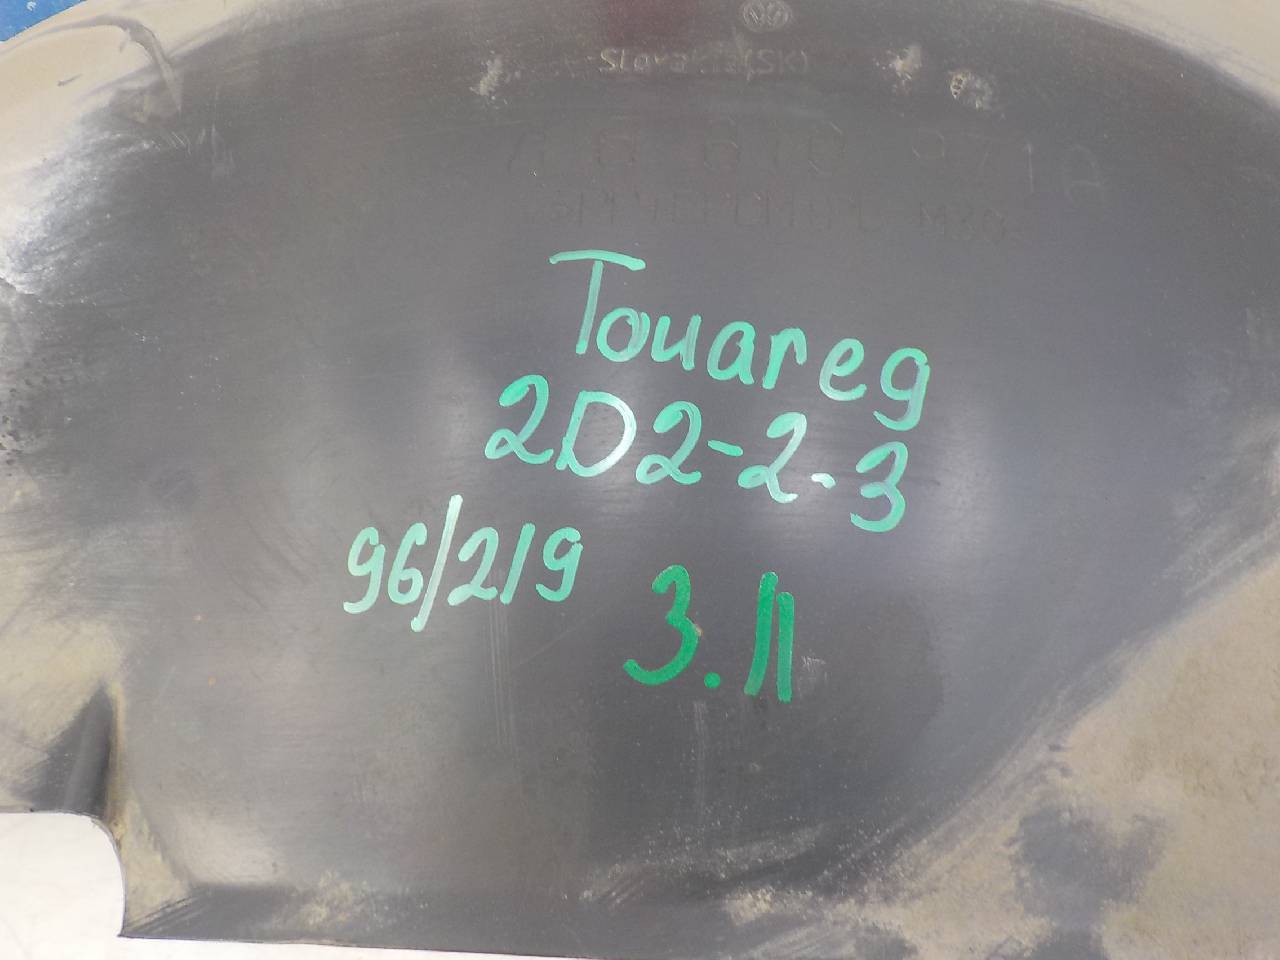 Slovakia (SK)
Touareg
2D2-2-3
96/219
3.Л